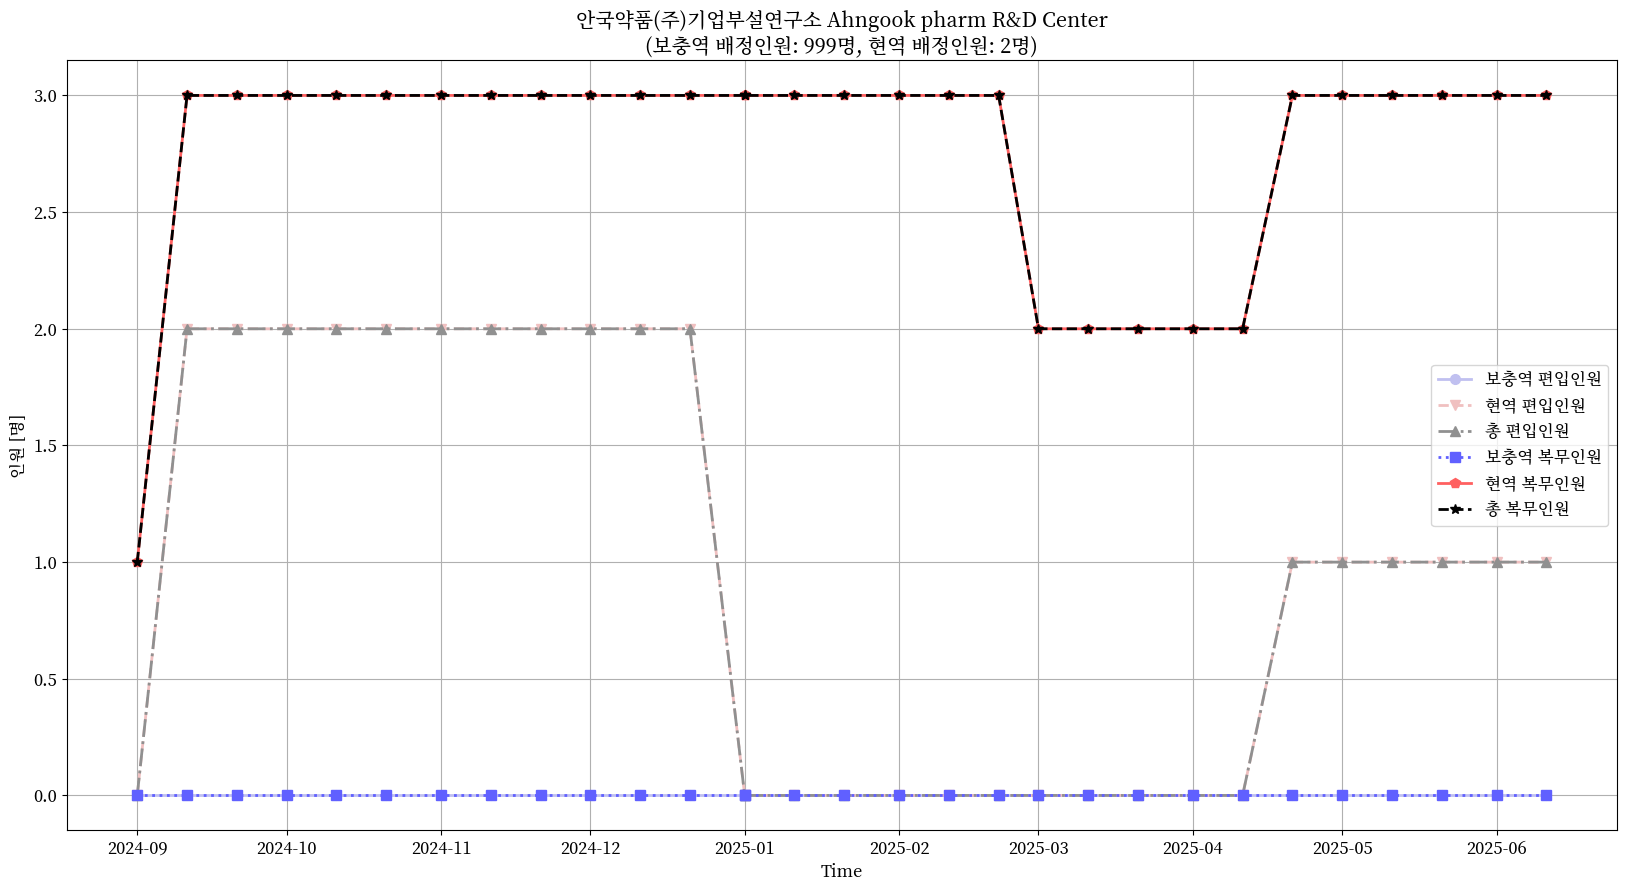 안국약품(주)기업부설연구소 Ahngook pharm R&D Center
(보충역 배정인원: 999명, 현역 배정인원: 2명)
3.0
2.5
2.0
1.5
1.0
0.5
0.0
인원 [명]
보충역 편입인원
현역 편입인원
총 편입인원
보충역 복무인원
현역 복무인원
총 복무인원
2024-09 2024-10 2024-11 2024-12 2025-01 2025-02 2025-03 2025-04 2025-05 2025-06
Time